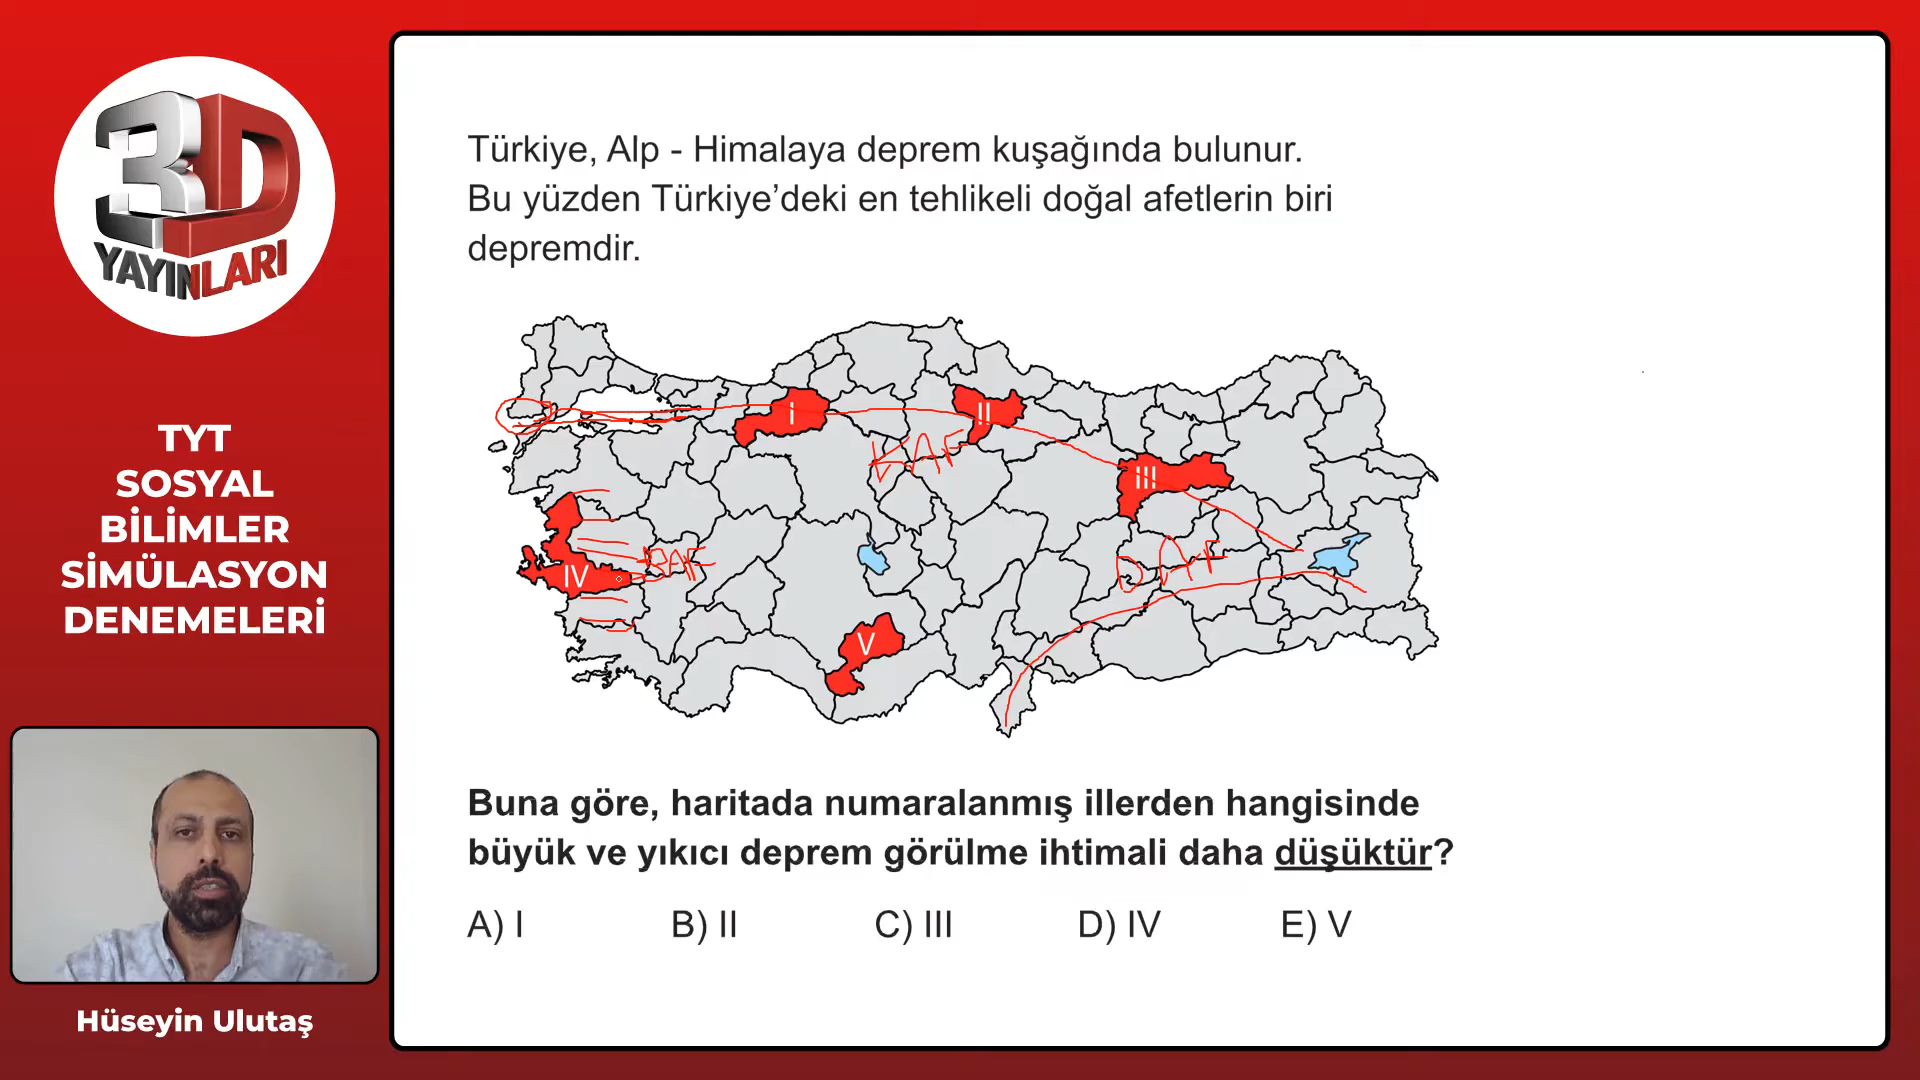 3D
YAYINLARI
TYT
SOSYAL
BİLİMLER
SİMÜLASYON
DENEMELERİ
Hüseyin Ulutaş
Türkiye, Alp - Himalaya deprem kuşağında bulunur.
Bu yüzden Türkiye’deki en tehlikeli doğal afetlerin biri
depremdir.
I
II
KAF
III
BAF
DAF
IV
V
Buna göre, haritada numaralanmış illerden hangisinde
büyük ve yıkıcı deprem görülme ihtimali daha düşüktür?
A) I B) II C) III D) IV E) V